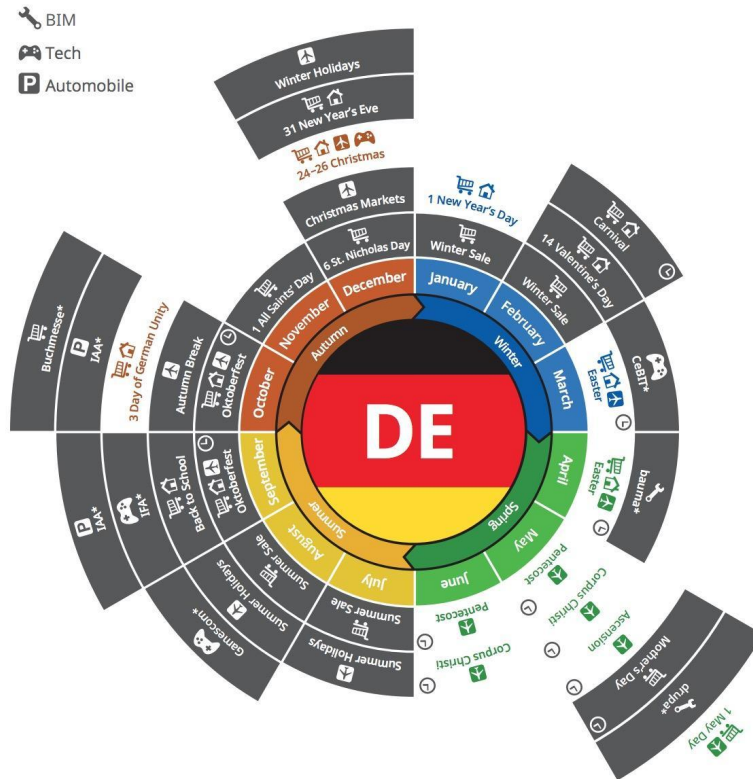 BIM
Tech
P Automobile
Winter Holidays
31 New Year's Eve
24–26 Christmas
Christmas Markets
6 St. Nicholas Day
December
1 New Year's Day
Winter Sale
January
Carnival
14 Valentine's Day
Winter Sale
February
CeBIT*
Easter
March
bauma*
Easter
April
1 May Day
drupa*
Mother's Day
Ascension
Corpus Christi
Pentecost
May
Corpus Christi
Pentecost
June
Summer Holidays
Summer Sale
July
Gamescom*
Summer Holidays
Summer Sale
August
P IAA*
IFA*
Back to School
Oktoberfest
September
Buchmesse*
P IAA*
3 Day of German Unity
Autumn Break
Oktoberfest
October
1 All Saints' Day
November
Autumn
Winter
Spring
Summer
DE